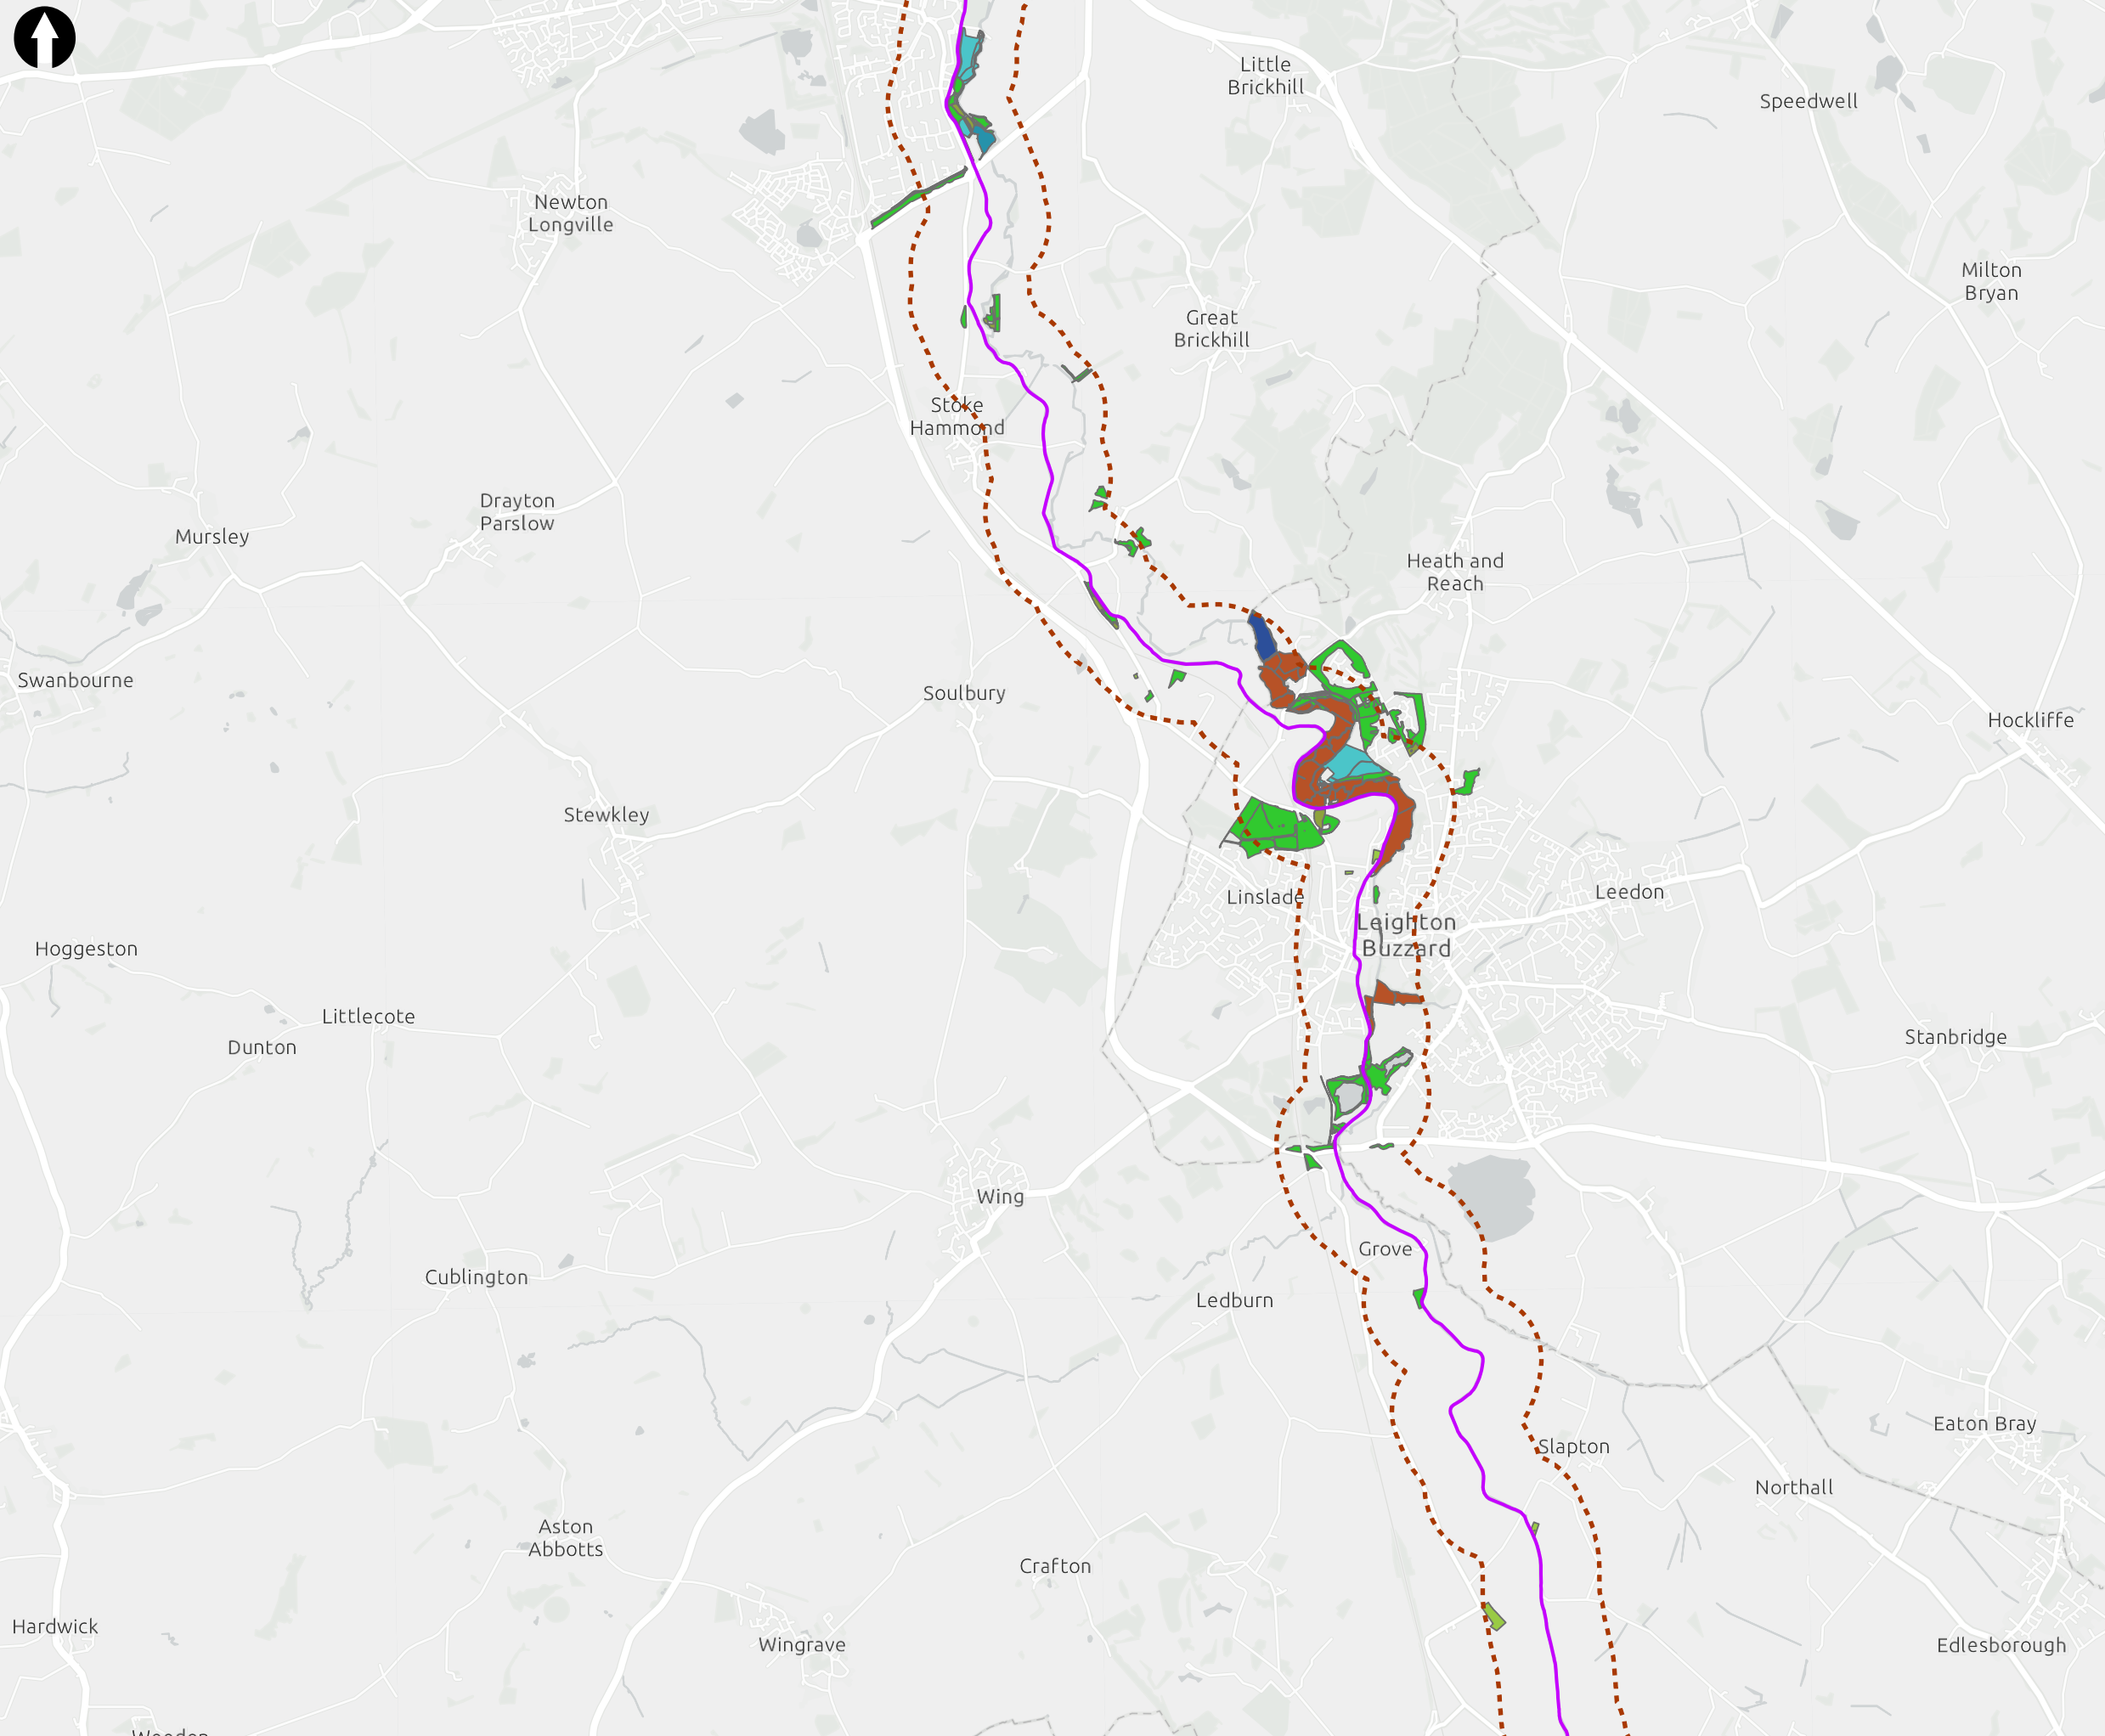 Little
Brickhill
Speedwell
Newton
Longville
Milton
Bryan
Great
Brickhill
Stoke
Hammond
Drayton
Parslow
Mursley
Heath and
Reach
Swanbourne
Soulbury
Hockliffe
Stewkley
Linslade
Leedon
Leighton
Buzzard
Hoggeston
Littlecote
Dunton
Stanbridge
Wing
Grove
Cublington
Ledburn
Eaton Bray
Slapton
Northall
Aston
Abbotts
Crafton
Hardwick
Wingrave
Edlesborough